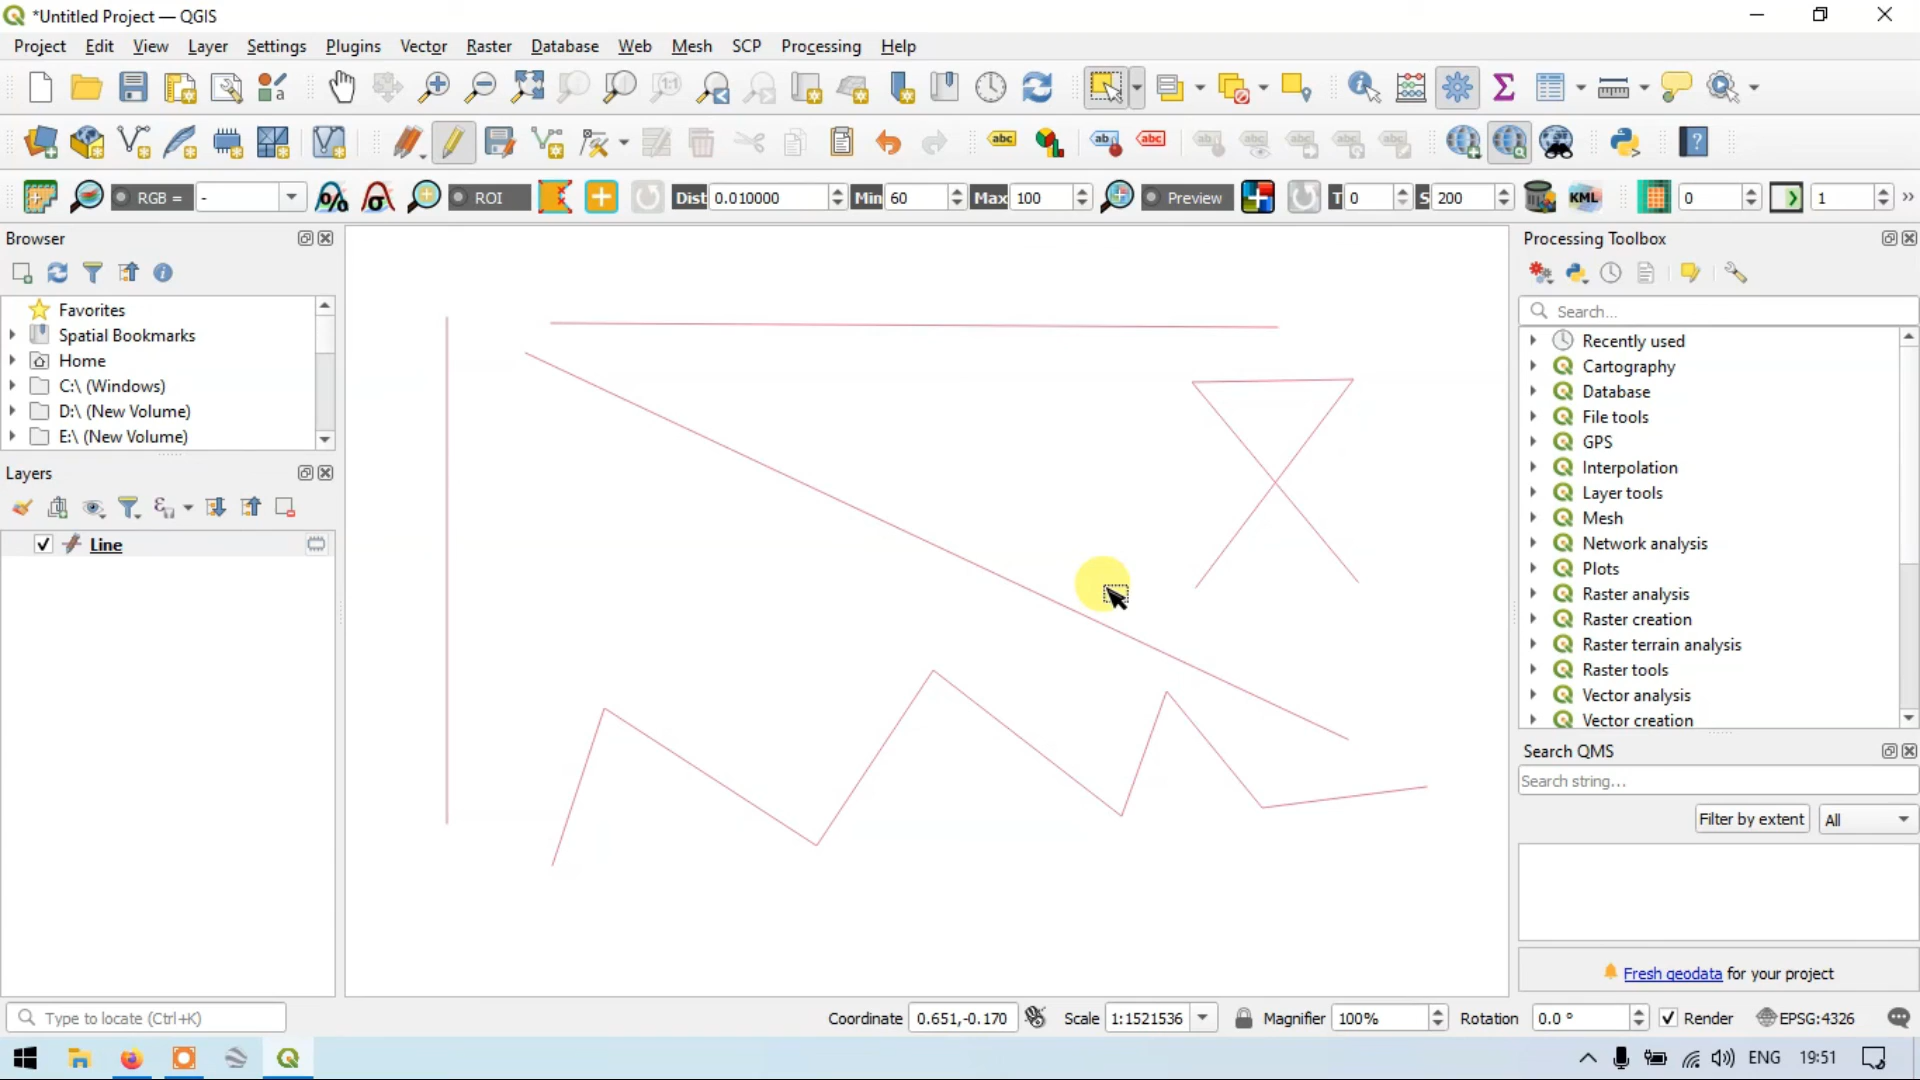 *Untitled Project — QGIS
Project Edit View Layer Settings Plugins Vector Raster Database Web Mesh SCP Processing Help
RGB = - ROI Dist 0.010000 Min 60 Max 100 Preview T 0 S 200 KML 0 1 »
Browser
Favorites
Spatial Bookmarks
Home
C:\ (Windows)
D:\ (New Volume)
E:\ (New Volume)
Layers
Line
Processing Toolbox
Search...
Recently used
Cartography
Database
File tools
GPS
Interpolation
Layer tools
Mesh
Network analysis
Plots
Raster analysis
Raster creation
Raster terrain analysis
Raster tools
Vector analysis
Vector creation
Search QMS
Search string...
Filter by extent All
Fresh geodata for your project
Type to locate (Ctrl+K) Coordinate 0.651,-0.170 Scale 1:1521536 Magnifier 100% Rotation 0.0 ° Render EPSG:4326
ENG 19:51